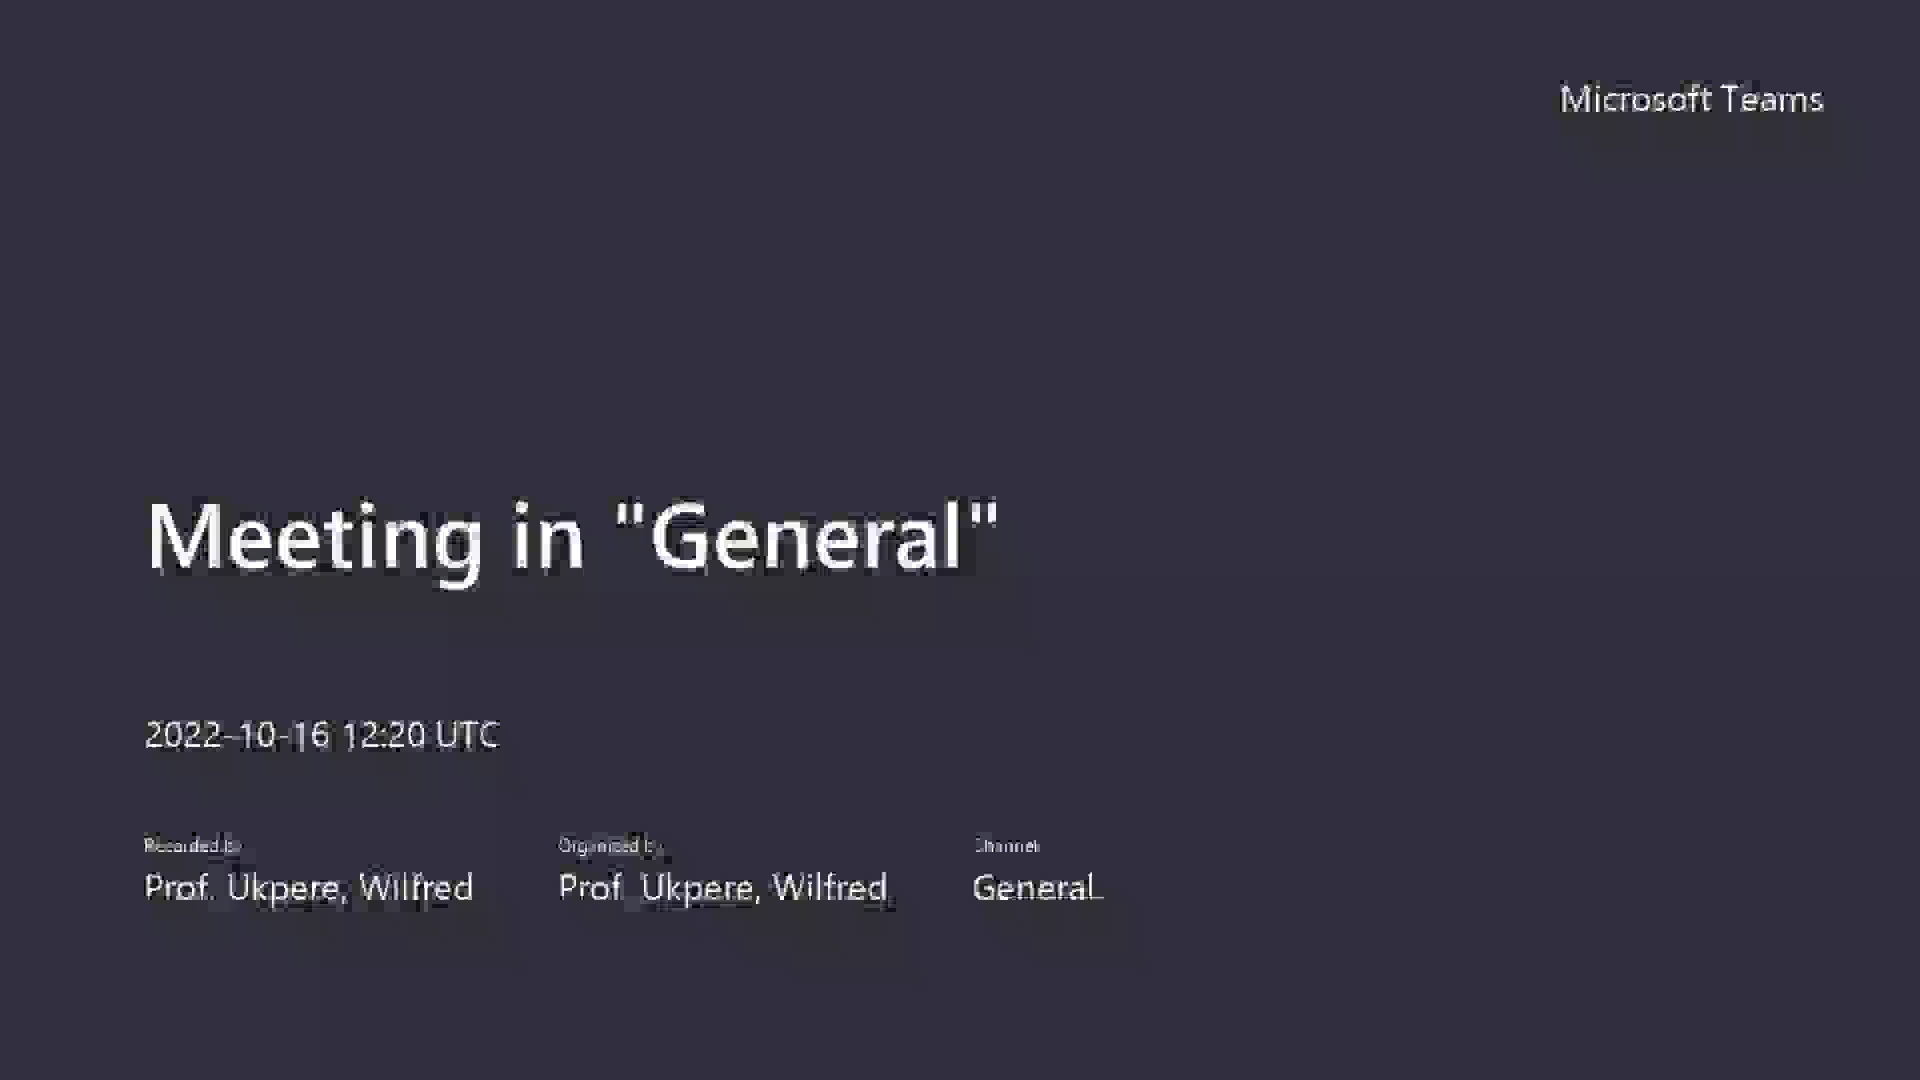 Microsoft Teams
Meeting in "General"
2022-10-16 12:20 UTC
Recorded by
Organized by
Channel
Prof. Ukpere, Wilfred
Prof. Ukpere, Wilfred
General